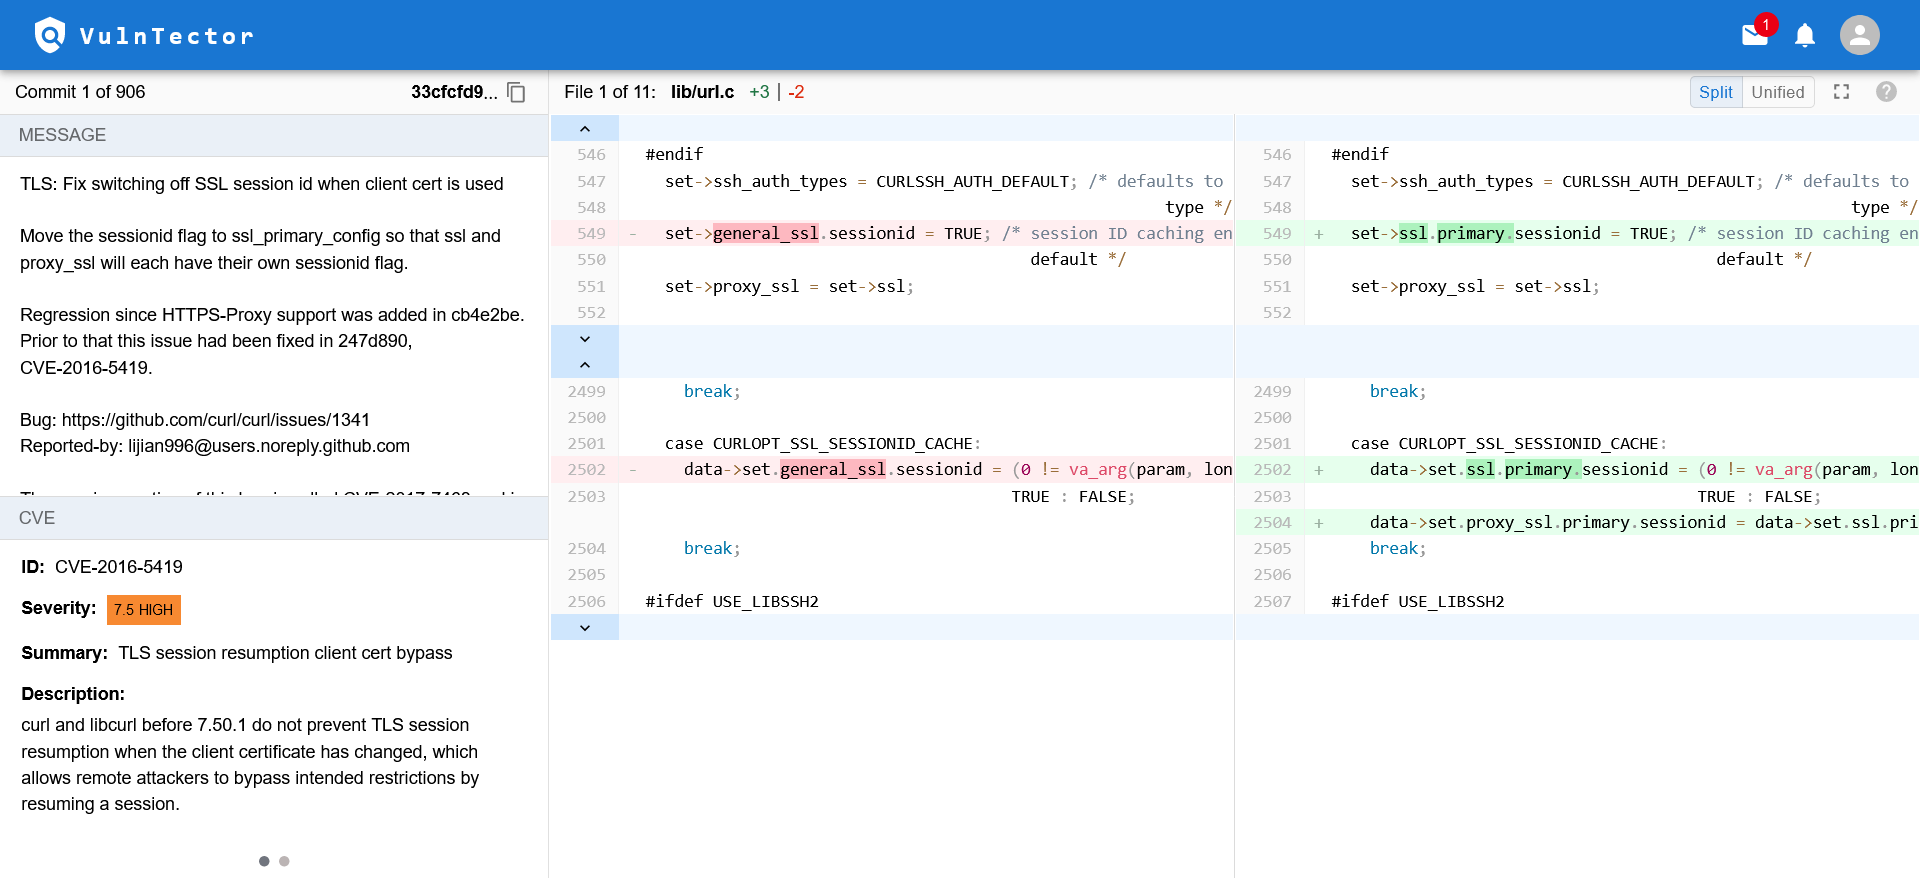 VulnTector
1
Commit 1 of 906
33cfcfd9...
File 1 of 11: lib/url.c +3 | -2
Split
Unified
MESSAGE
TLS: Fix switching off SSL session id when client cert is used
Move the sessionid flag to ssl_primary_config so that ssl and
proxy_ssl will each have their own sessionid flag.
Regression since HTTPS-Proxy support was added in cb4e2be.
Prior to that this issue had been fixed in 247d890,
CVE-2016-5419.
Bug: https://github.com/curl/curl/issues/1341
Reported-by: lijian996@users.noreply.github.com
CVE
ID: CVE-2016-5419
Severity: 7.5 HIGH
Summary: TLS session resumption client cert bypass
Description:
curl and libcurl before 7.50.1 do not prevent TLS session
resumption when the client certificate has changed, which
allows remote attackers to bypass intended restrictions by
resuming a session.
546 #endif
547 set->ssh_auth_types = CURLSSH_AUTH_DEFAULT; /* defaults to
548 type */
549 - set->general_ssl.sessionid = TRUE; /* session ID caching en
550 default */
551 set->proxy_ssl = set->ssl;
552
2499 break;
2500
2501 case CURLOPT_SSL_SESSIONID_CACHE:
2502 - data->set.general_ssl.sessionid = (0 != va_arg(param, lon
2503 TRUE : FALSE;
2504 break;
2505
2506 #ifdef USE_LIBSSH2
546 #endif
547 set->ssh_auth_types = CURLSSH_AUTH_DEFAULT; /* defaults to
548 type */
549 + set->ssl.primary.sessionid = TRUE; /* session ID caching en
550 default */
551 set->proxy_ssl = set->ssl;
552
2499 break;
2500
2501 case CURLOPT_SSL_SESSIONID_CACHE:
2502 + data->set.ssl.primary.sessionid = (0 != va_arg(param, lon
2503 TRUE : FALSE;
2504 + data->set.proxy_ssl.primary.sessionid = data->set.ssl.pri
2505 break;
2506
2507 #ifdef USE_LIBSSH2